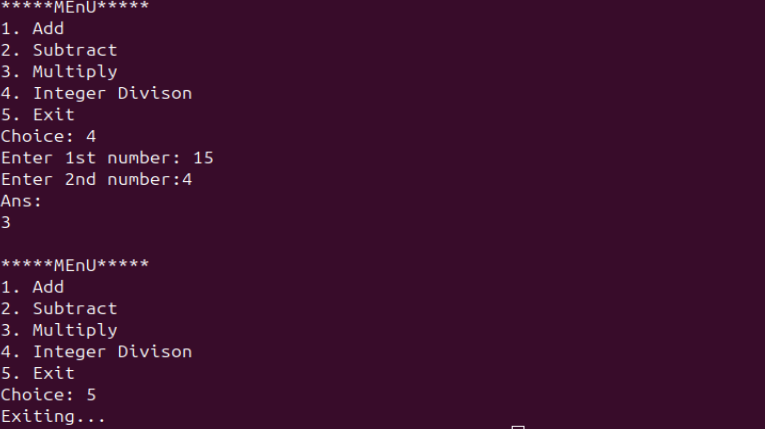 *****MEnU*****
1. Add
2. Subtract
3. Multiply
4. Integer Divison
5. Exit
Choice: 4
Enter 1st number: 15
Enter 2nd number:4
Ans:
3
*****MEnU*****
1. Add
2. Subtract
3. Multiply
4. Integer Divison
5. Exit
Choice: 5
Exiting...